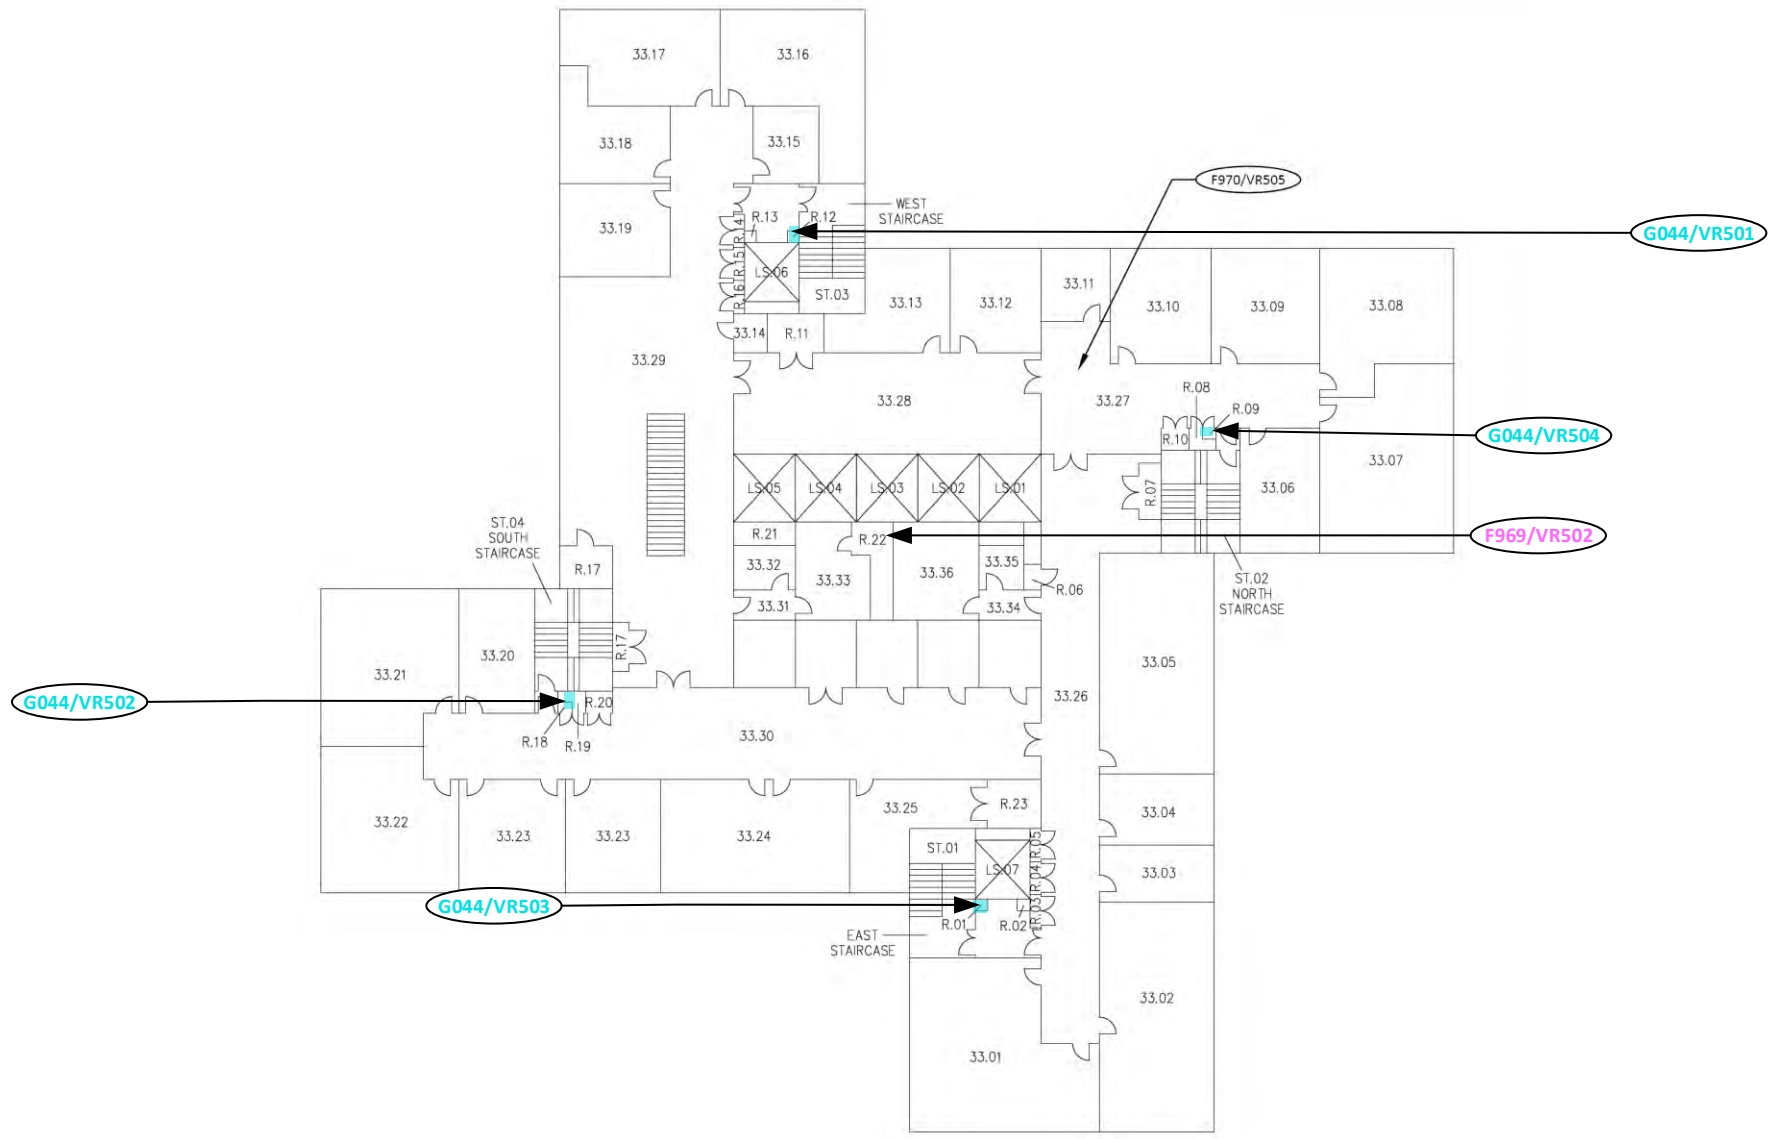 33.17
33.16
33.18
33.15
F970/VR505
33.19
R.13
R.12
WEST
STAIRCASE
R.14
G044/VR501
R.15
LS.06
R.16
ST.03
33.13
33.12
33.11
33.10
33.09
33.08
33.14
R.11
33.29
33.28
33.27
R.08
R.09
R.10
G044/VR504
33.07
LS.05
LS.04
LS.03
LS.02
LS.01
R.07
33.06
ST.04
SOUTH
STAIRCASE
R.21
R.22
F969/VR502
R.17
33.32
33.33
33.36
33.35
R.06
ST.02
NORTH
STAIRCASE
33.31
33.34
33.21
33.20
R.17
33.05
G044/VR502
R.20
33.26
R.18
R.19
33.30
33.22
33.23
33.23
33.24
33.25
R.23
33.04
ST.01
R.05
LS.07
R.04
33.03
G044/VR503
R.01
R.02
R.03
EAST
STAIRCASE
33.02
33.01